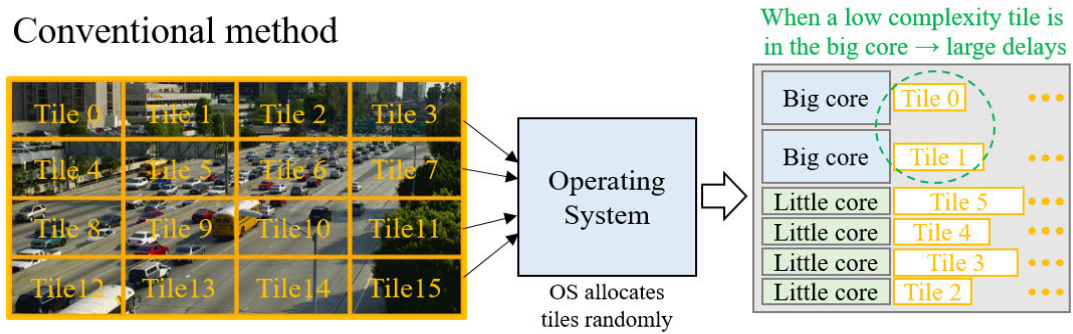 Conventional method
When a low complexity tile is
in the big core → large delays
Tile 0 Tile 1 Tile 2 Tile 3
Tile 4 Tile 5 Tile 6 Tile 7
Tile 8 Tile 9 Tile10 Tile11
Tile12 Tile13 Tile14 Tile15
Operating
System
OS allocates
tiles randomly
Big core Tile 0
Big core Tile 1
Little core Tile 5
Little core Tile 4
Little core Tile 3
Little core Tile 2